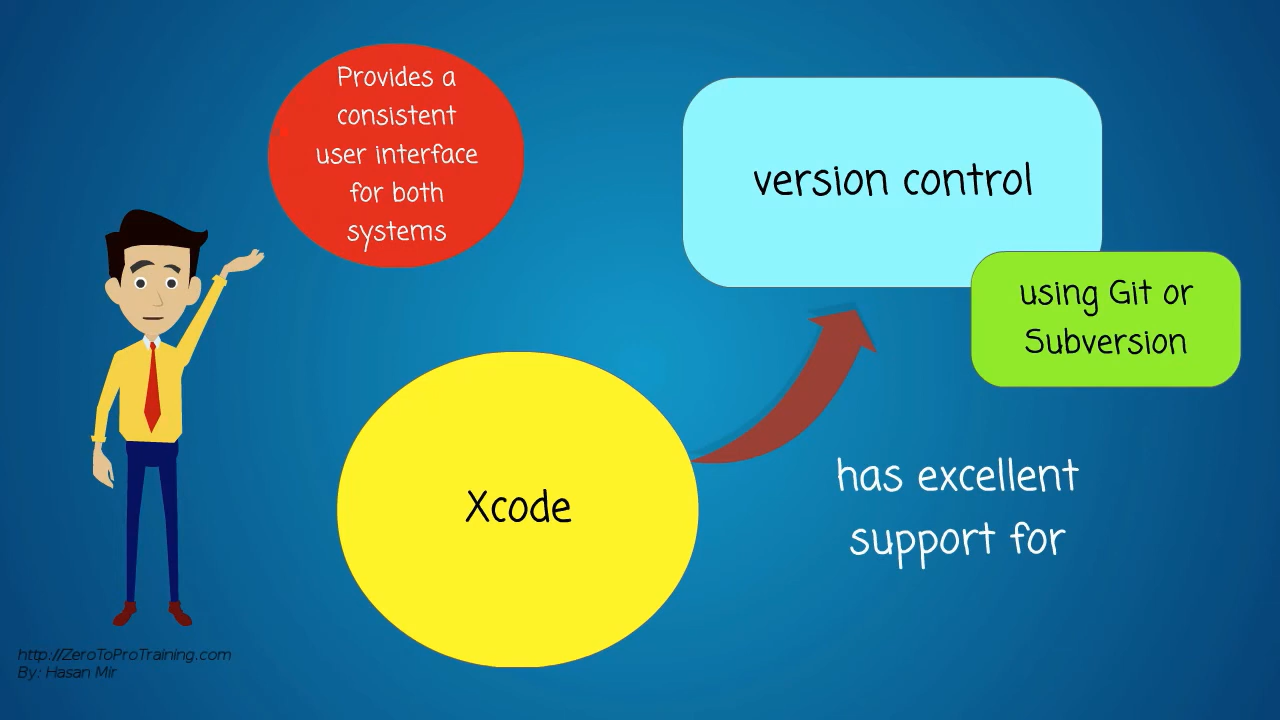 Provides a
consistent
user interface
for both
systems
version control
using Git or
Subversion
Xcode
has excellent
support for
http://ZeroToProTraining.com
By: Hasan Mir